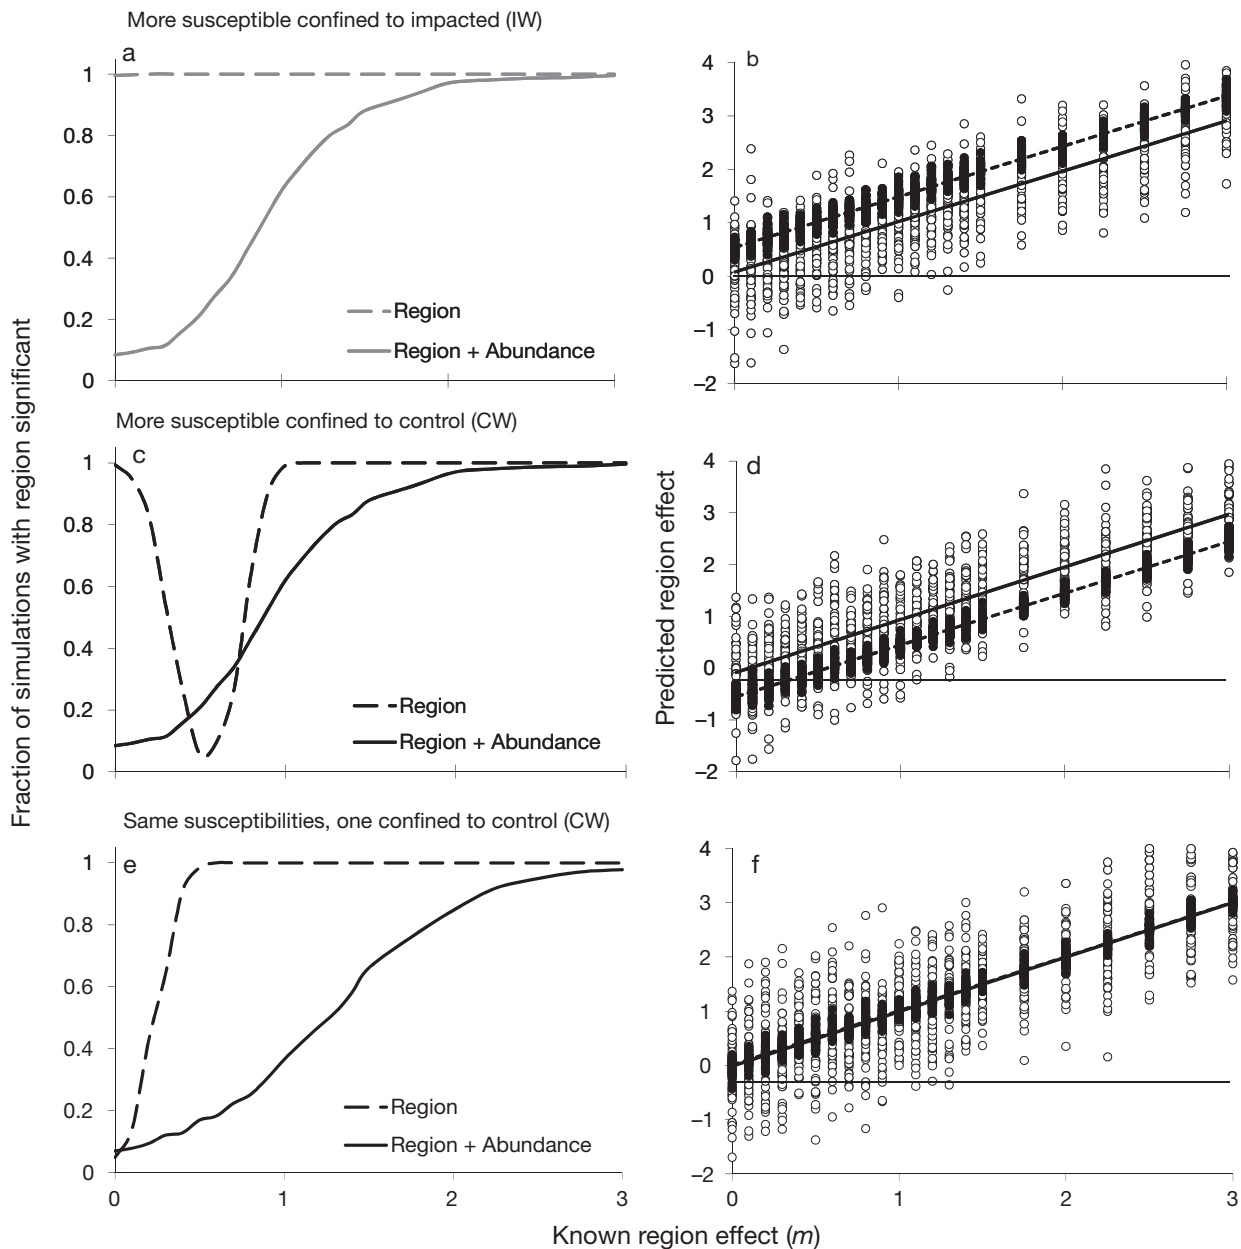 More susceptible confined to impacted (IW)
a
1
0.8
0.6
0.4
0.2
0
Region
Region + Abundance
b
4
3
2
1
0
–1
–2
More susceptible confined to control (CW)
c
1
0.8
0.6
0.4
0.2
0
Region
Region + Abundance
d
4
3
2
1
0
–1
–2
Same susceptibilities, one confined to control (CW)
e
1
0.8
0.6
0.4
0.2
0
Region
Region + Abundance
0 1 2 3
f
4
3
2
1
0
–1
–2
0 1 2 3
Fraction of simulations with region significant
Predicted region effect
Known region effect (m)